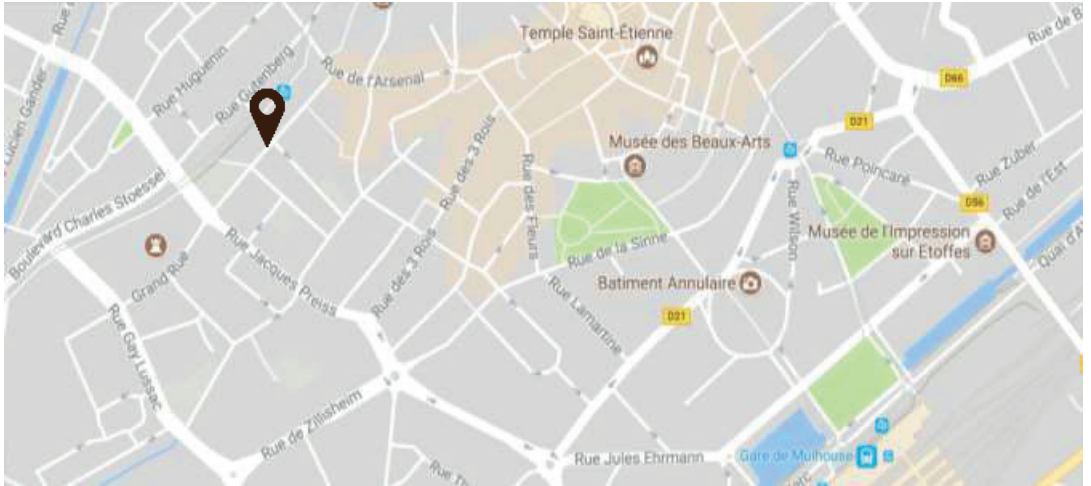 Temple Saint-Étienne
Rue de l'Arsenal
Rue Huguenin
Rue Gutenberg
Lucien Gander
D66
D21
Musée des Beaux-Arts
Rue Poincaré
Rue Zuber
Rue de l'Est
Rue des 3 Rois
Rue des Fleurs
Rue Wilson
Boulevard Charles Stoessel
D56
Musée de l'Impression
sur Etoffes
Rue de la Sinne
Grand Rue
Rue Jacques Preiss
Rue des 3 Rois
Batiment Annulaire
D21
Rue Lamartine
Rue Gay Lussac
Rue de Zillisheim
Rue Jules Ehrmann
Gare de Mulhouse